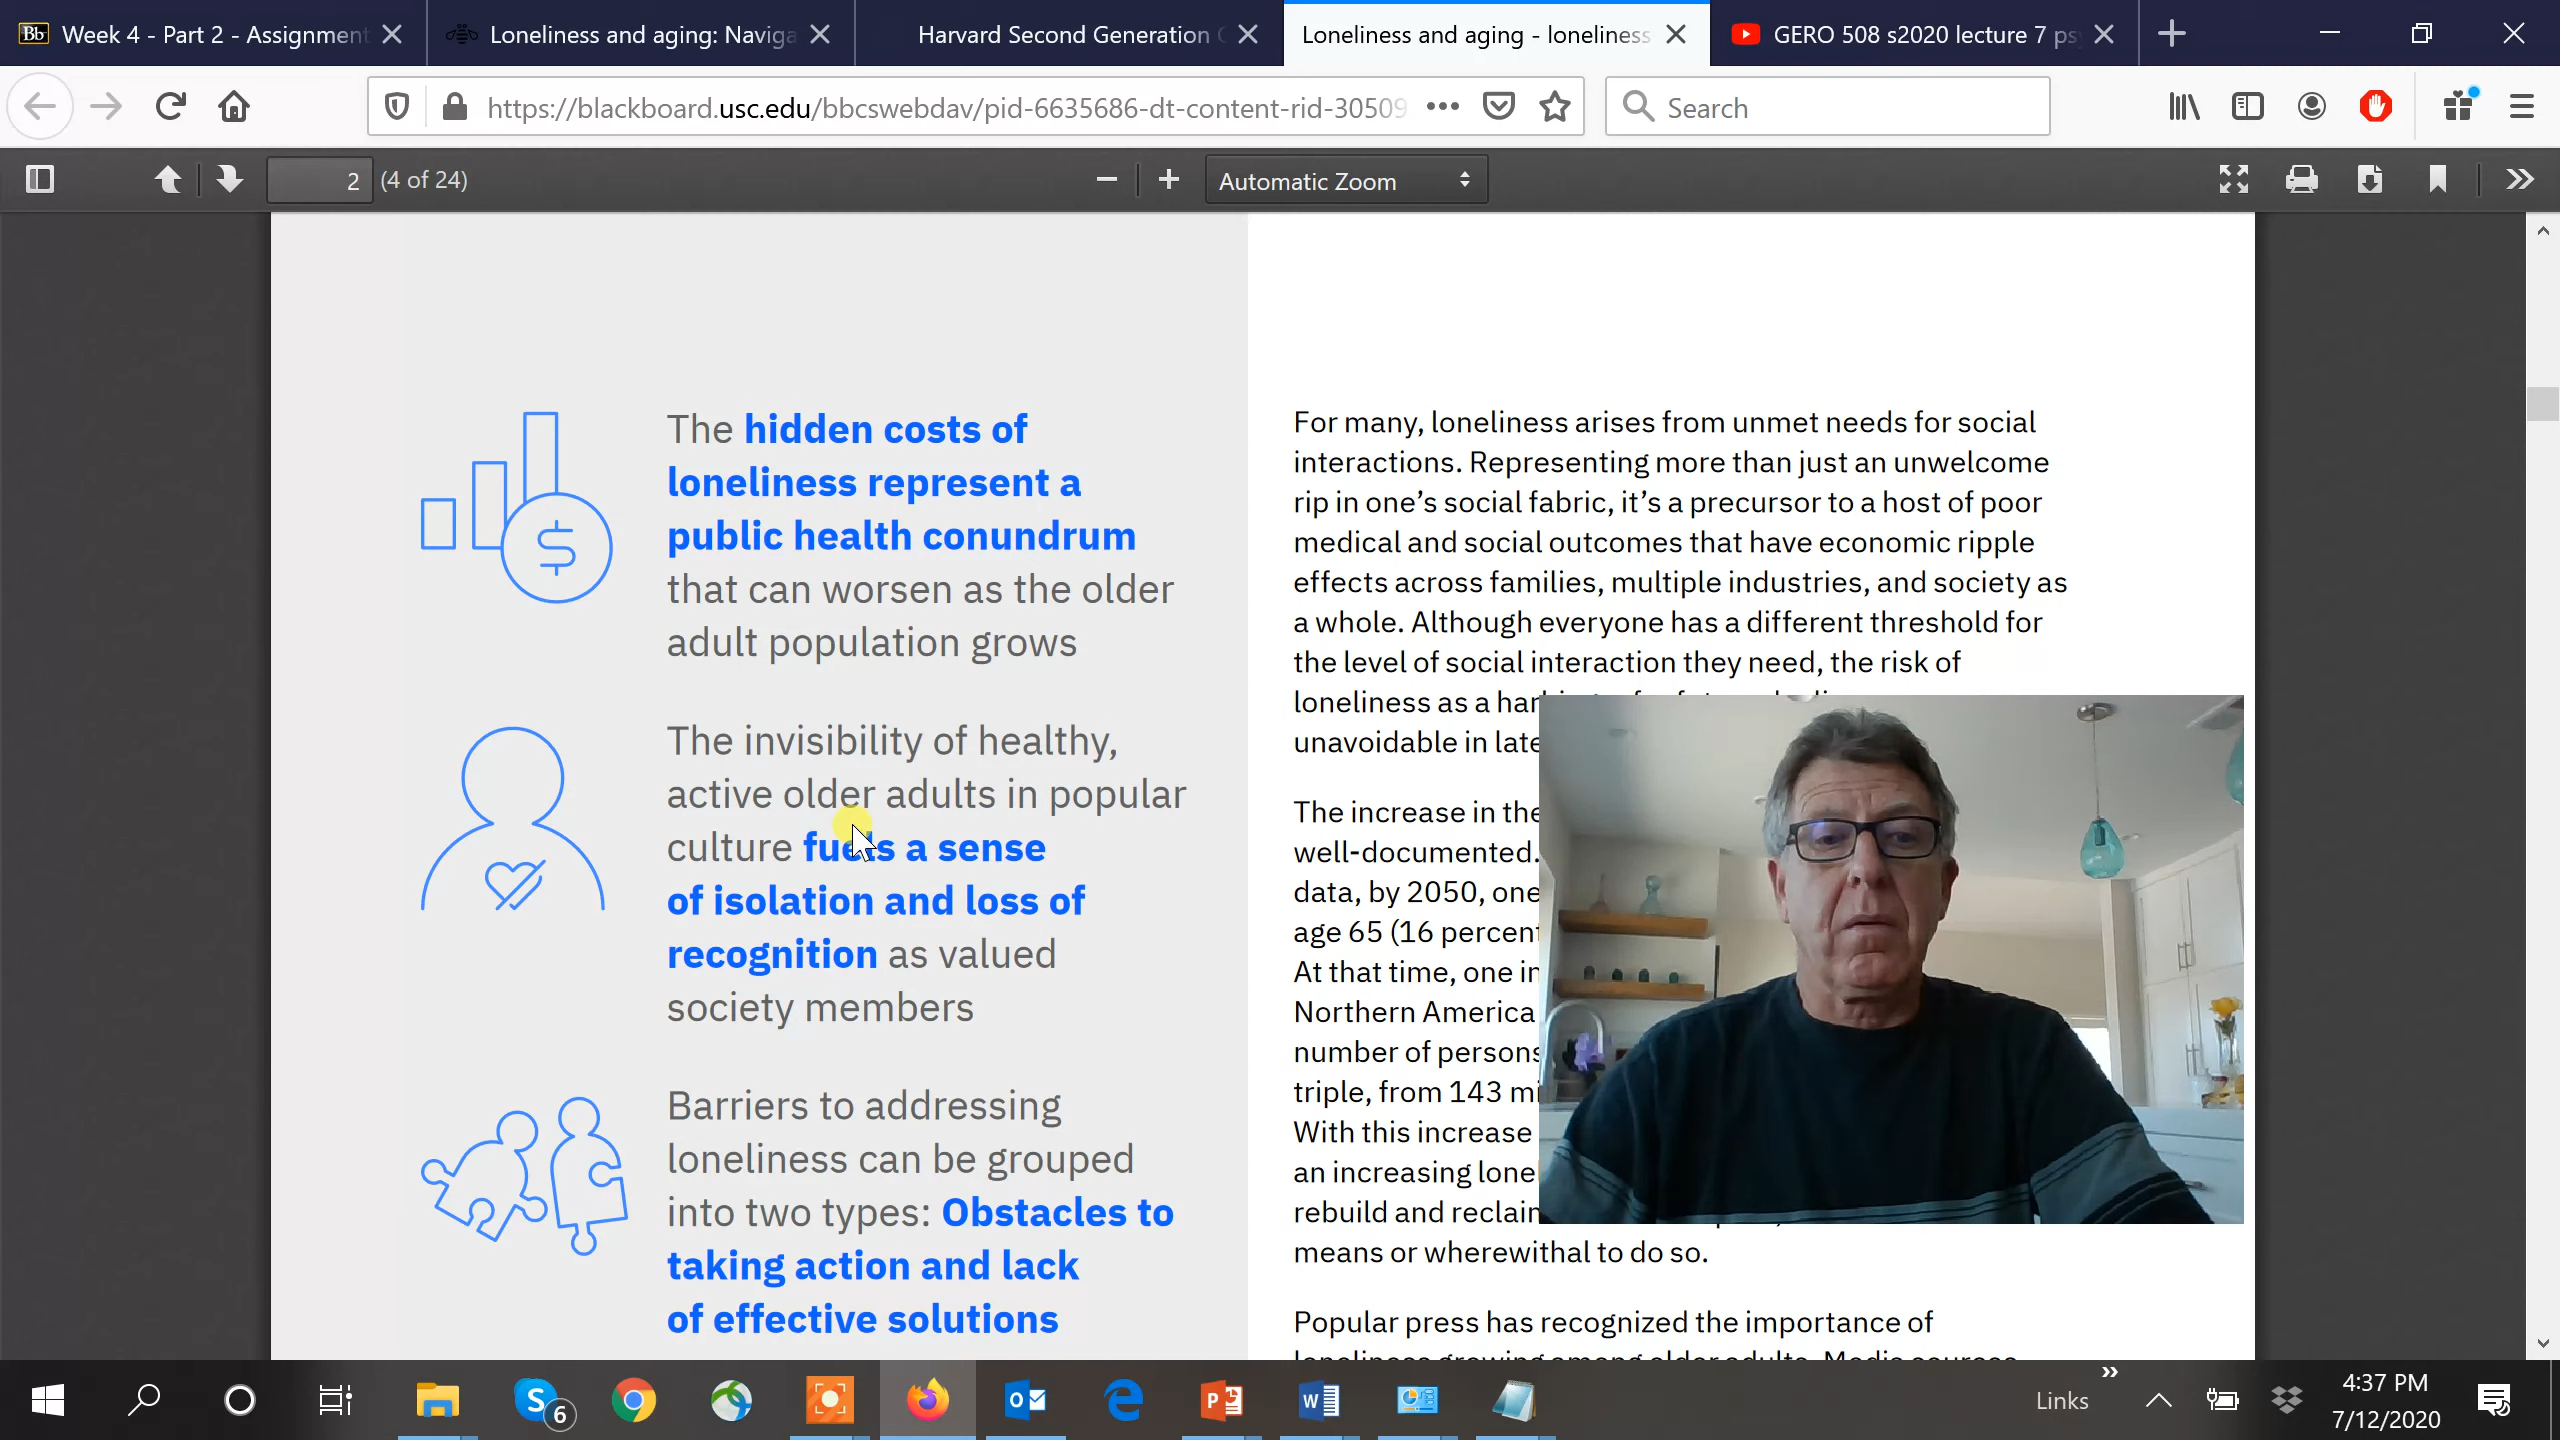 Week 4 - Part 2 - Assignment
Loneliness and aging: Naviga
Harvard Second Generation
Loneliness and aging - loneliness
GERO 508 s2020 lecture 7 ps
https://blackboard.usc.edu/bbcswebdav/pid-6635686-dt-content-rid-30509
Search
2 (4 of 24)
Automatic Zoom
The hidden costs of
loneliness represent a
public health conundrum
that can worsen as the older
adult population grows
The invisibility of healthy,
active older adults in popular
culture fuels a sense
of isolation and loss of
recognition as valued
society members
Barriers to addressing
loneliness can be grouped
into two types: Obstacles to
taking action and lack
of effective solutions
For many, loneliness arises from unmet needs for social
interactions. Representing more than just an unwelcome
rip in one’s social fabric, it’s a precursor to a host of poor
medical and social outcomes that have economic ripple
effects across families, multiple industries, and society as
a whole. Although everyone has a different threshold for
the level of social interaction they need, the risk of
loneliness as a
unavoidable in
The increase in the
well-documented.
data, by 2050, one
age 65 (16 percent
At that time, one in
Northern America
number of persons
triple, from 143
With this increase
an increasing
rebuild and
means or wherewithal to do so.
Popular press has recognized the importance of
loneliness growing among older adults. Media sources
Links
4:37 PM
7/12/2020
6